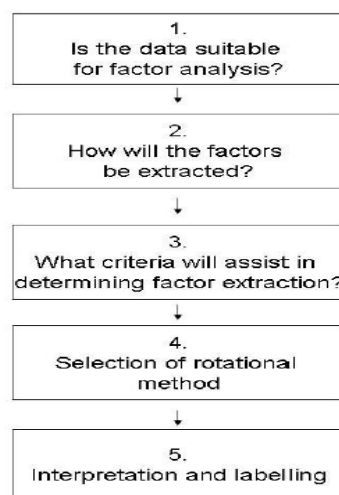 1.
Is the data suitable
for factor analysis?
2.
How will the factors
be extracted?
3.
What criteria will assist in
determining factor extraction?
4.
Selection of rotational
method
5.
Interpretation and labelling